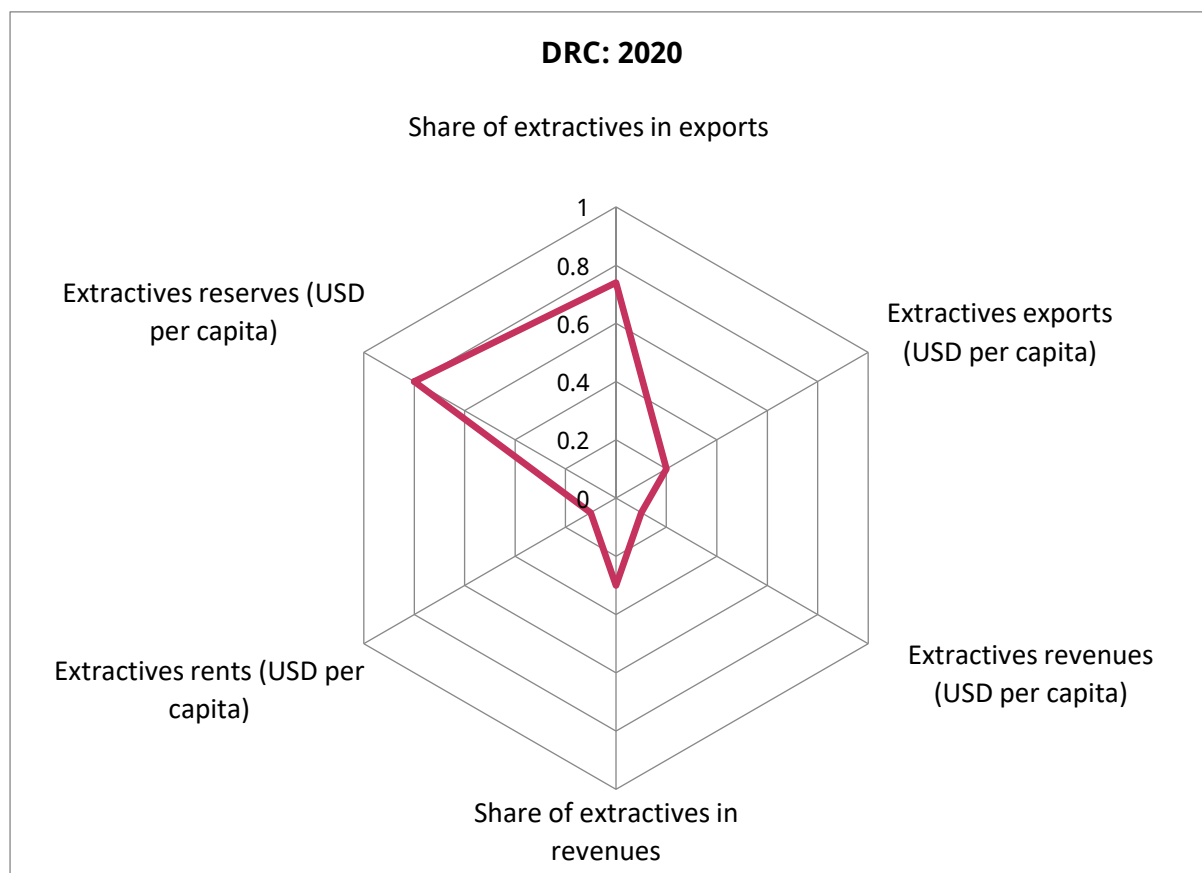 DRC: 2020
Share of extractives in exports
1
0.8
0.6
0.4
0.2
0
Extractives exports
(USD per capita)
Extractives revenues
(USD per capita)
Share of extractives in
revenues
Extractives rents (USD per
capita)
Extractives reserves (USD
per capita)